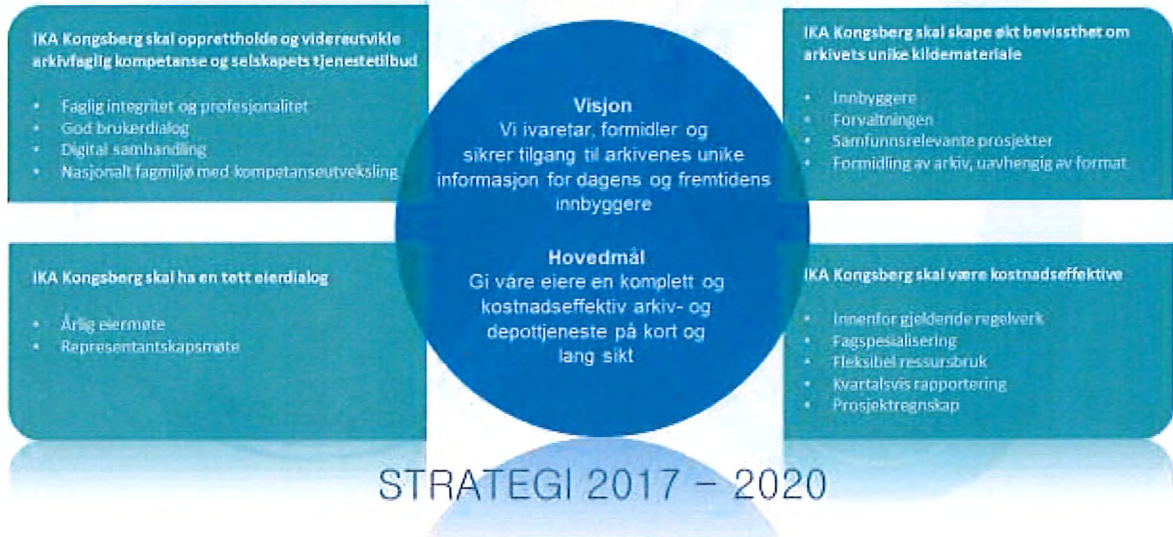 IKA Kongsberg skal opprettholde og videreutvikle
arkivfaglig kompetanse og selskapets tjenestetilbud
• Faglig integritet og profesjonalitet
• God brukerdialog
• Digital samhandling
• Nasjonalt fagmiljø med kompetanseutveksling
IKA Kongsberg skal ha en tett eierdialog
• Årlig eiermøte
• Representantskapsmøte
Visjon
Vi ivaretar, formidler og
sikrer tilgang til arkivenes unike
informasjon for dagens og fremtidens
innbyggere
Hovedmål
Gi våre eiere en komplett og
kostnadseffektiv arkiv- og
depottjeneste på kort og
lang sikt
IKA Kongsberg skal skape økt bevissthet om
arkivets unike kildemateriale
• Innbyggere
• Forvaltningen
• Samfunnsrelevante prosjekter
• Formidling av arkiv, uavhengig av format
IKA Kongsberg skal være kostnadseffektive
• Innenfor gjeldende regelverk
• Fagspesialisering
• Fleksibel ressursbruk
• Kvartalsvis rapportering
• Prosjektregnskap
STRATEGI 2017 – 2020